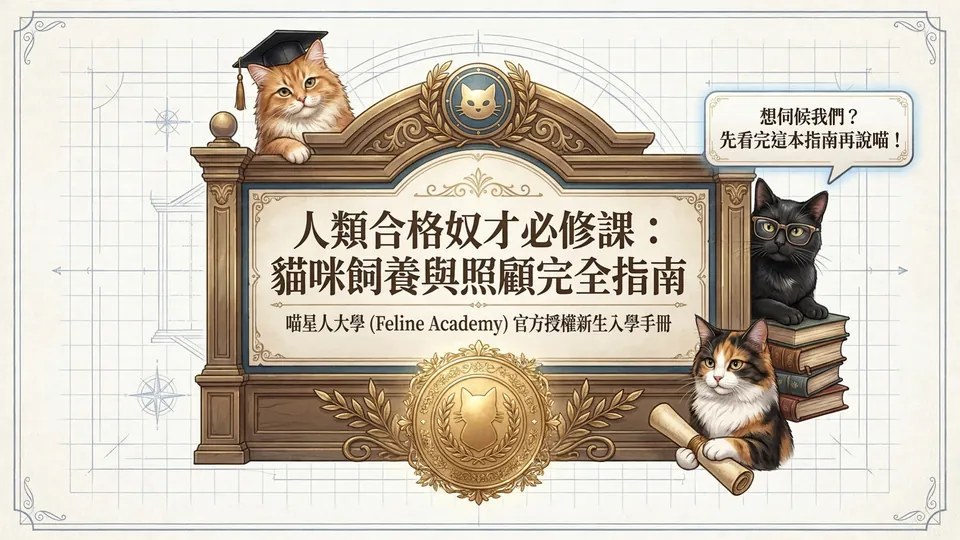 想伺候我們？
先看完這本指南再說喵！
人類合格奴才必修課：
貓咪飼養與照顧完全指南
喵星人大學 (Feline Academy) 官方授權新生入學手冊